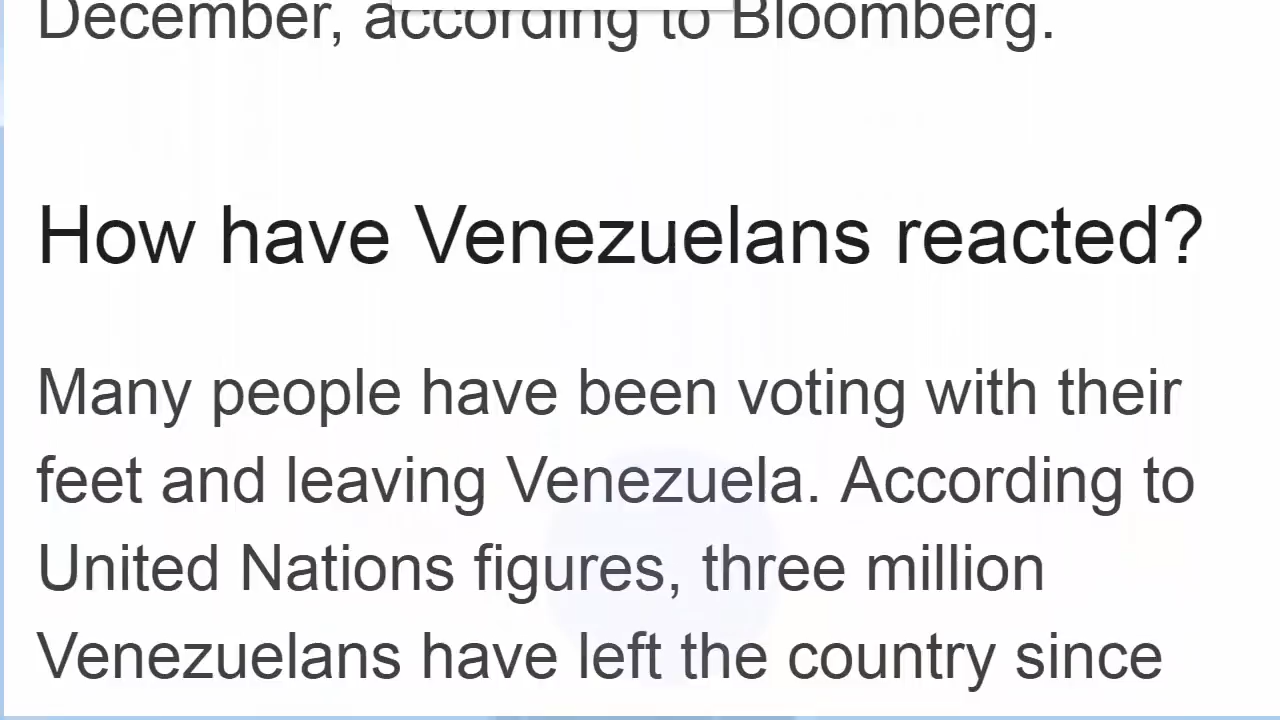 December, according to Bloomberg.
How have Venezuelans reacted?
Many people have been voting with their
feet and leaving Venezuela. According to
United Nations figures, three million
Venezuelans have left the country since